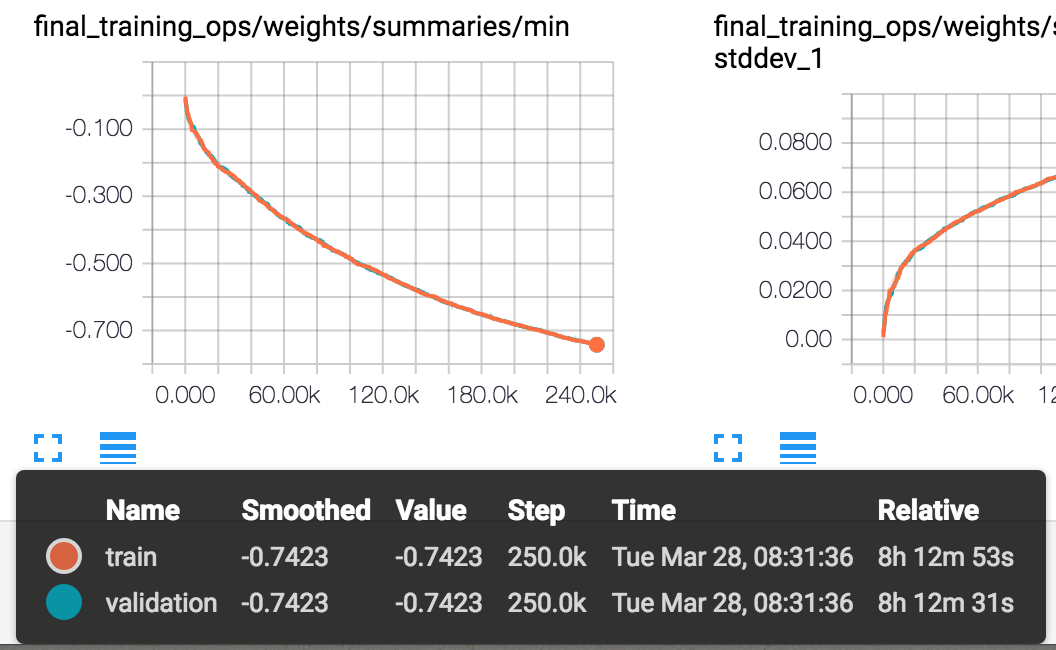 final_training_ops/weights/summaries/min
-0.100
-0.300
-0.500
-0.700
0.000 60.00k 120.0k 180.0k 240.0k
final_training_ops/weights/s
stddev_1
0.0800
0.0600
0.0400
0.0200
0.00
0.000 60.00k 12
Name Smoothed Value Step Time Relative
train -0.7423 -0.7423 250.0k Tue Mar 28, 08:31:36 8h 12m 53s
validation -0.7423 -0.7423 250.0k Tue Mar 28, 08:31:36 8h 12m 31s